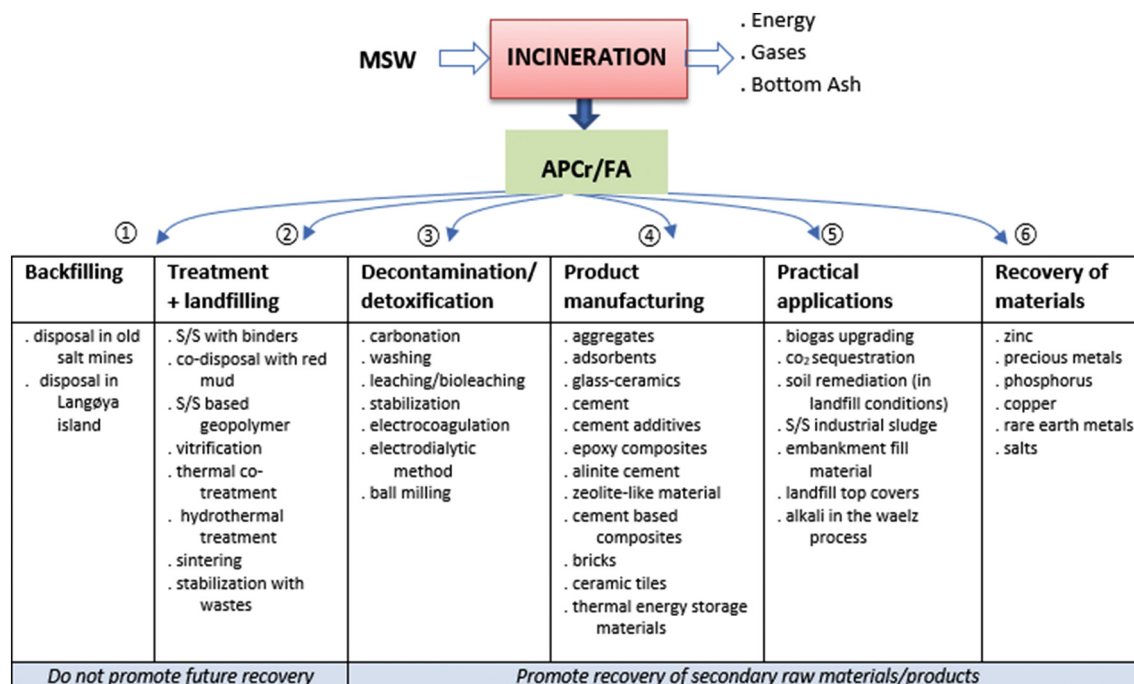 MSW
INCINERATION
. Energy
. Gases
. Bottom Ash
APCr/FA
①
②
③
④
⑤
⑥
Backfilling
. disposal in old
salt mines
. disposal in
Langøya
island
Treatment
+ landfilling
. S/S with binders
. co-disposal with red
mud
. S/S based
geopolymer
. vitrification
. thermal co-
treatment
. hydrothermal
treatment
. sintering
. stabilization with
wastes
Decontamination/
detoxification
. carbonation
. washing
. leaching/bioleaching
. stabilization
. electrocoagulation
. electrodialytic
method
. ball milling
Product
manufacturing
. aggregates
. adsorbents
. glass-ceramics
. cement
. cement additives
. epoxy composites
. alinite cement
. zeolite-like material
. cement based
composites
. bricks
. ceramic tiles
. thermal energy storage
materials
Practical
applications
. biogas upgrading
. co₂ sequestration
. soil remediation (in
landfill conditions)
. S/S industrial sludge
. embankment fill
material
. landfill top covers
. alkali in the waelz
process
Recovery of
materials
. zinc
. precious metals
. phosphorus
. copper
. rare earth metals
. salts
Do not promote future recovery
Promote recovery of secondary raw materials/products